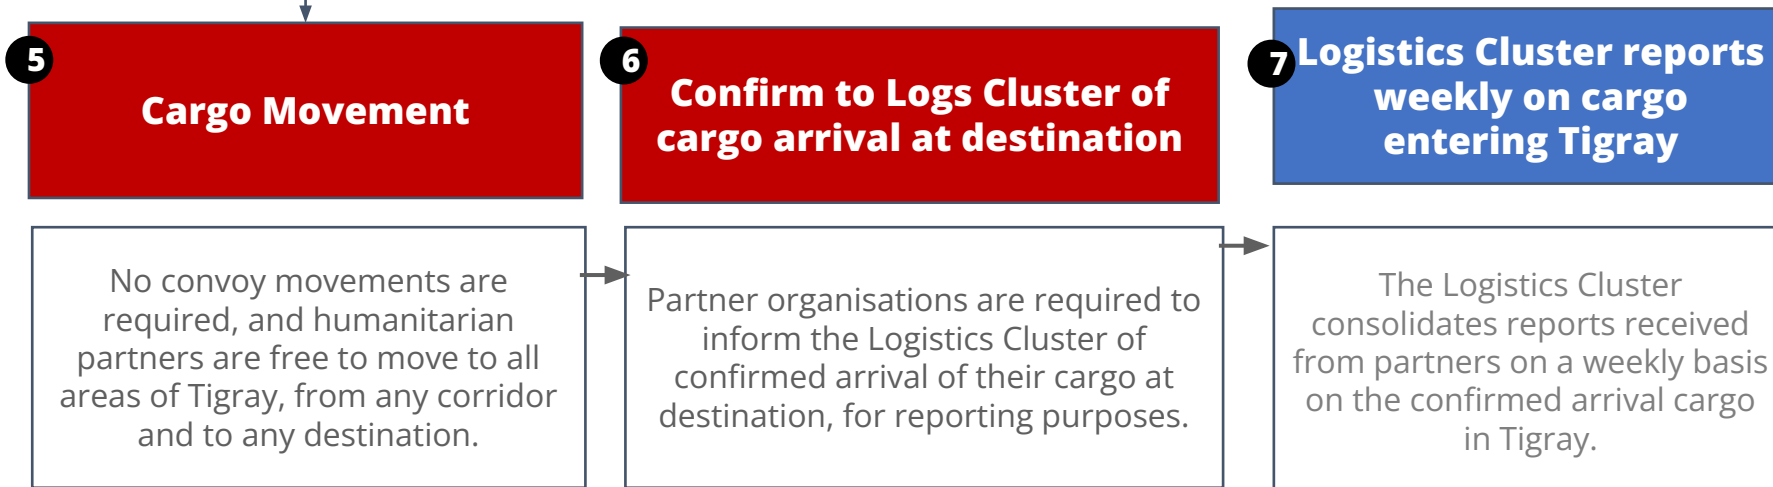 5
Cargo Movement
No convoy movements are
required, and humanitarian
partners are free to move to all
areas of Tigray, from any corridor
and to any destination.
6
Confirm to Logs Cluster of
cargo arrival at destination
Partner organisations are required to
inform the Logistics Cluster of
confirmed arrival of their cargo at
destination, for reporting purposes.
7
Logistics Cluster reports
weekly on cargo
entering Tigray
The Logistics Cluster
consolidates reports received
from partners on a weekly basis
on the confirmed arrival cargo
in Tigray.